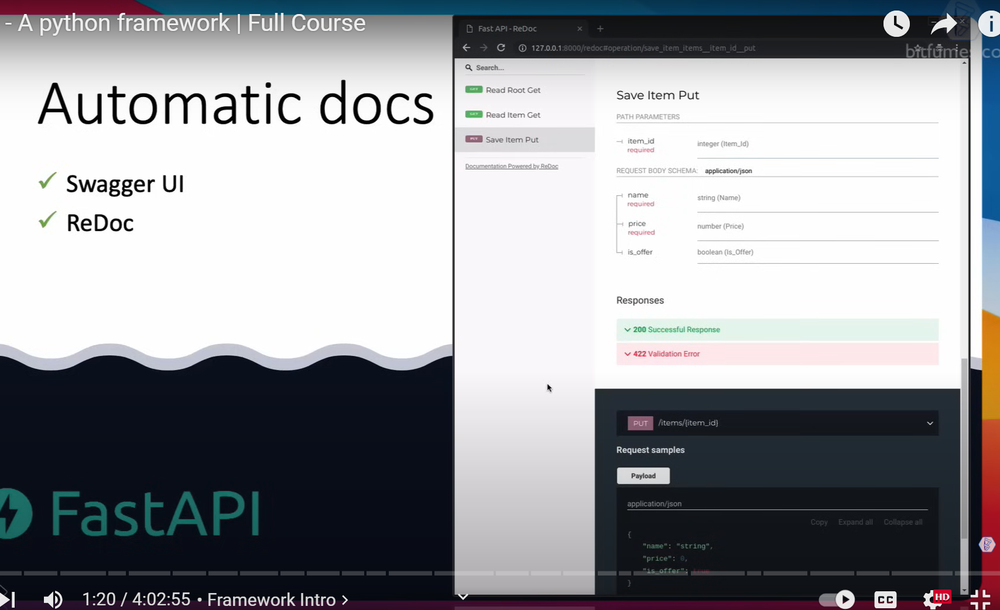 - A python framework | Full Course
Fast API - ReDoc
127.0.0.1:8000/redoc#operation/save_item_items__item_id__put
bitfumes.co
Automatic docs
✓ Swagger UI
✓ ReDoc
FastAPI
Search...
GET Read Root Get
GET Read Item Get
PUT Save Item Put
Documentation Powered by ReDoc
Save Item Put
PATH PARAMETERS
item_id
required
integer (Item_Id)
REQUEST BODY SCHEMA: application/json
name
required
string (Name)
price
required
number (Price)
is_offer
boolean (Is_Offer)
Responses
200 Successful Response
422 Validation Error
PUT /items/{item_id}
Request samples
Payload
application/json
Copy Expand all Collapse all
{
"name": "string",
"price": 0,
"is_offer": true
}
1:20 / 4:02:55 • Framework Intro >
CC
HD